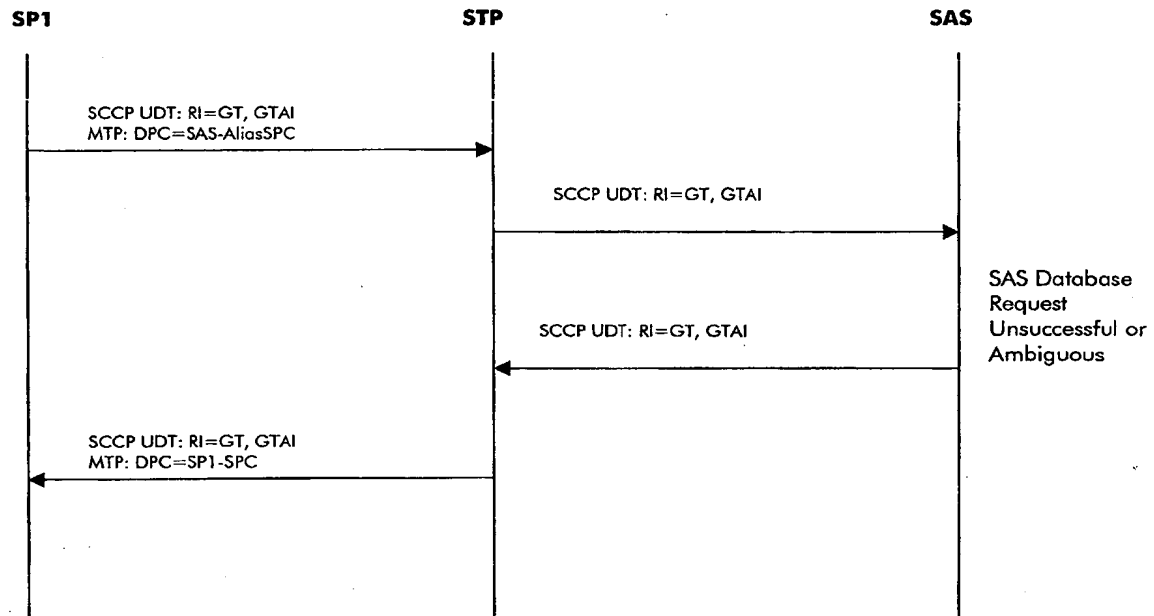 SP1
STP
SAS
SCCP UDT: RI=GT, GTAI
MTP: DPC=SAS-AliasSPC
SCCP UDT: RI=GT, GTAI
SAS Database
Request
Unsuccessful or
Ambiguous
SCCP UDT: RI=GT, GTAI
SCCP UDT: RI=GT, GTAI
MTP: DPC=SP1-SPC